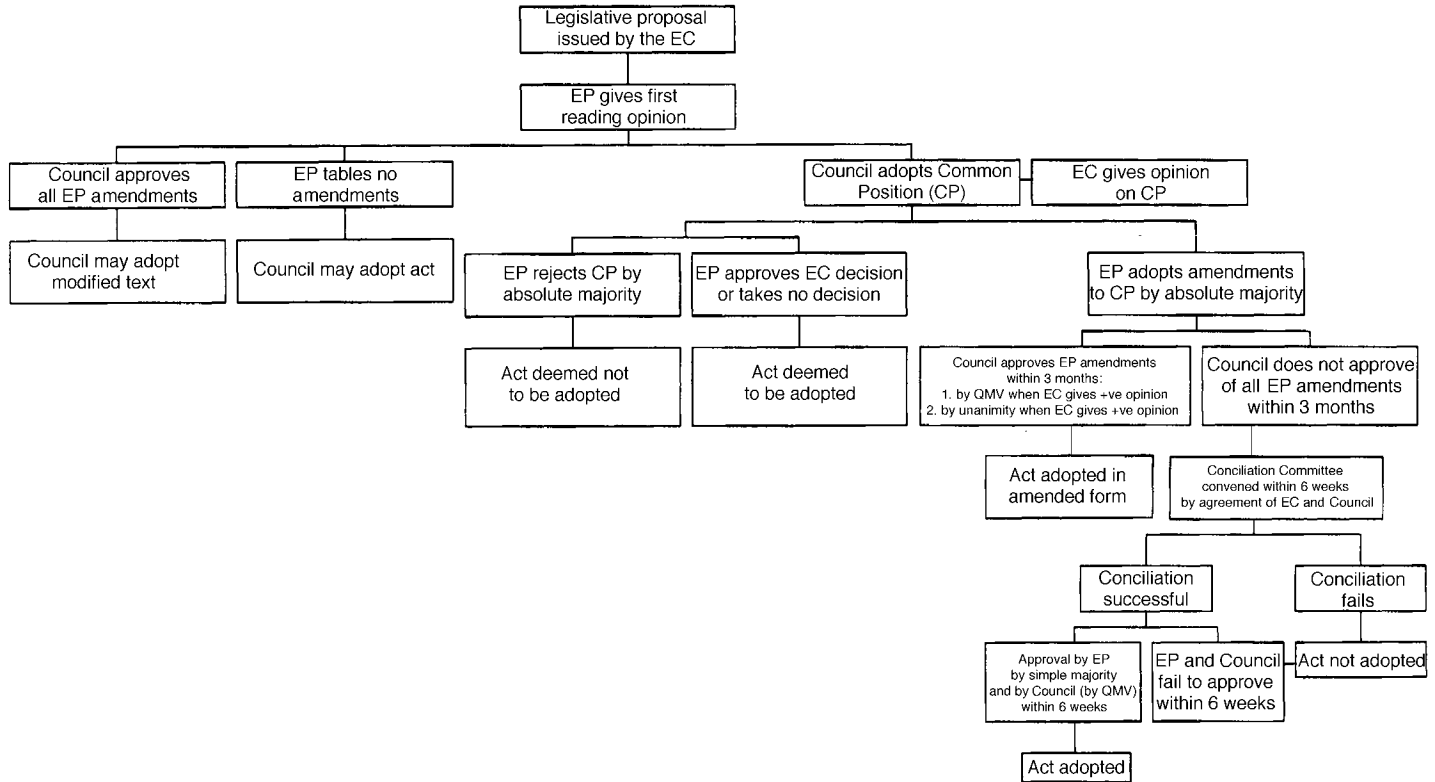 Legislative proposal
issued by the EC
EP gives first
reading opinion
Council approves
all EP amendments
EP tables no
amendments
Council adopts Common
Position (CP)
EC gives opinion
on CP
Council may adopt
modified text
Council may adopt act
EP rejects CP by
absolute majority
EP approves EC decision
or takes no decision
EP adopts amendments
to CP by absolute majority
Act deemed not
to be adopted
Act deemed
to be adopted
Council approves EP amendments
within 3 months:
1. by QMV when EC gives +ve opinion
2. by unanimity when EC gives +ve opinion
Council does not approve
of all EP amendments
within 3 months
Act adopted in
amended form
Conciliation Committee
convened within 6 weeks
by agreement of EC and Council
Conciliation
successful
Conciliation
fails
Approval by EP
by simple majority
and by Council (by QMV)
within 6 weeks
EP and Council
fail to approve
within 6 weeks
Act not adopted
Act adopted